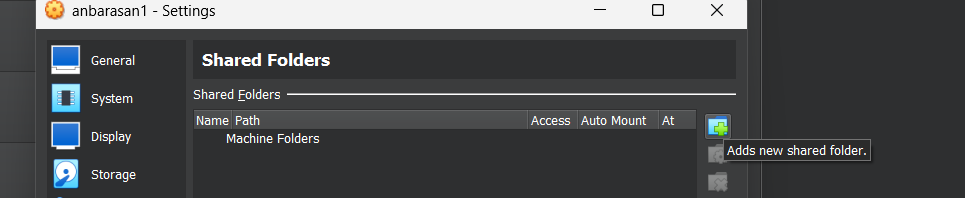 anbarasan1 - Settings
General
System
Display
Storage
Shared Folders
Shared Folders
Name Path Access Auto Mount At
Machine Folders
Adds new shared folder.